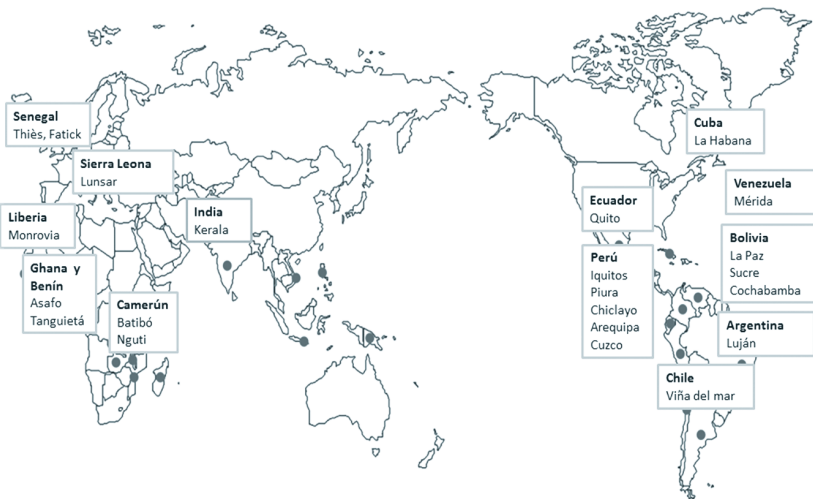 Senegal
Thiès, Fatick
Sierra Leona
Lunsar
Liberia
Monrovia
India
Kerala
Ghana y
Benín
Asafo
Tanguietá
Camerún
Batibó
Nguti
Cuba
La Habana
Venezuela
Mérida
Ecuador
Quito
Bolivia
La Paz
Sucre
Cochabamba
Perú
Iquitos
Piura
Chiclayo
Arequipa
Cuzco
Argentina
Luján
Chile
Viña del mar